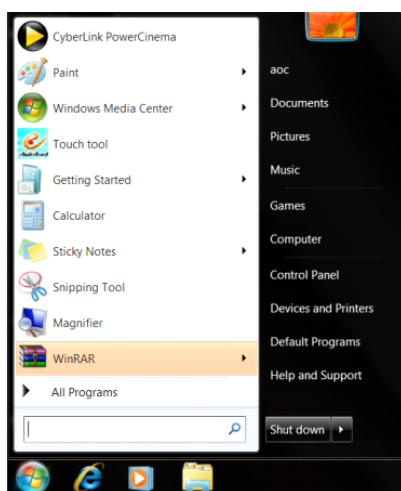 CyberLink PowerCinema
Paint
Windows Media Center
Touch tool
Getting Started
Calculator
Sticky Notes
Snipping Tool
Magnifier
WinRAR
All Programs
aoc
Documents
Pictures
Music
Games
Computer
Control Panel
Devices and Printers
Default Programs
Help and Support
Shut down